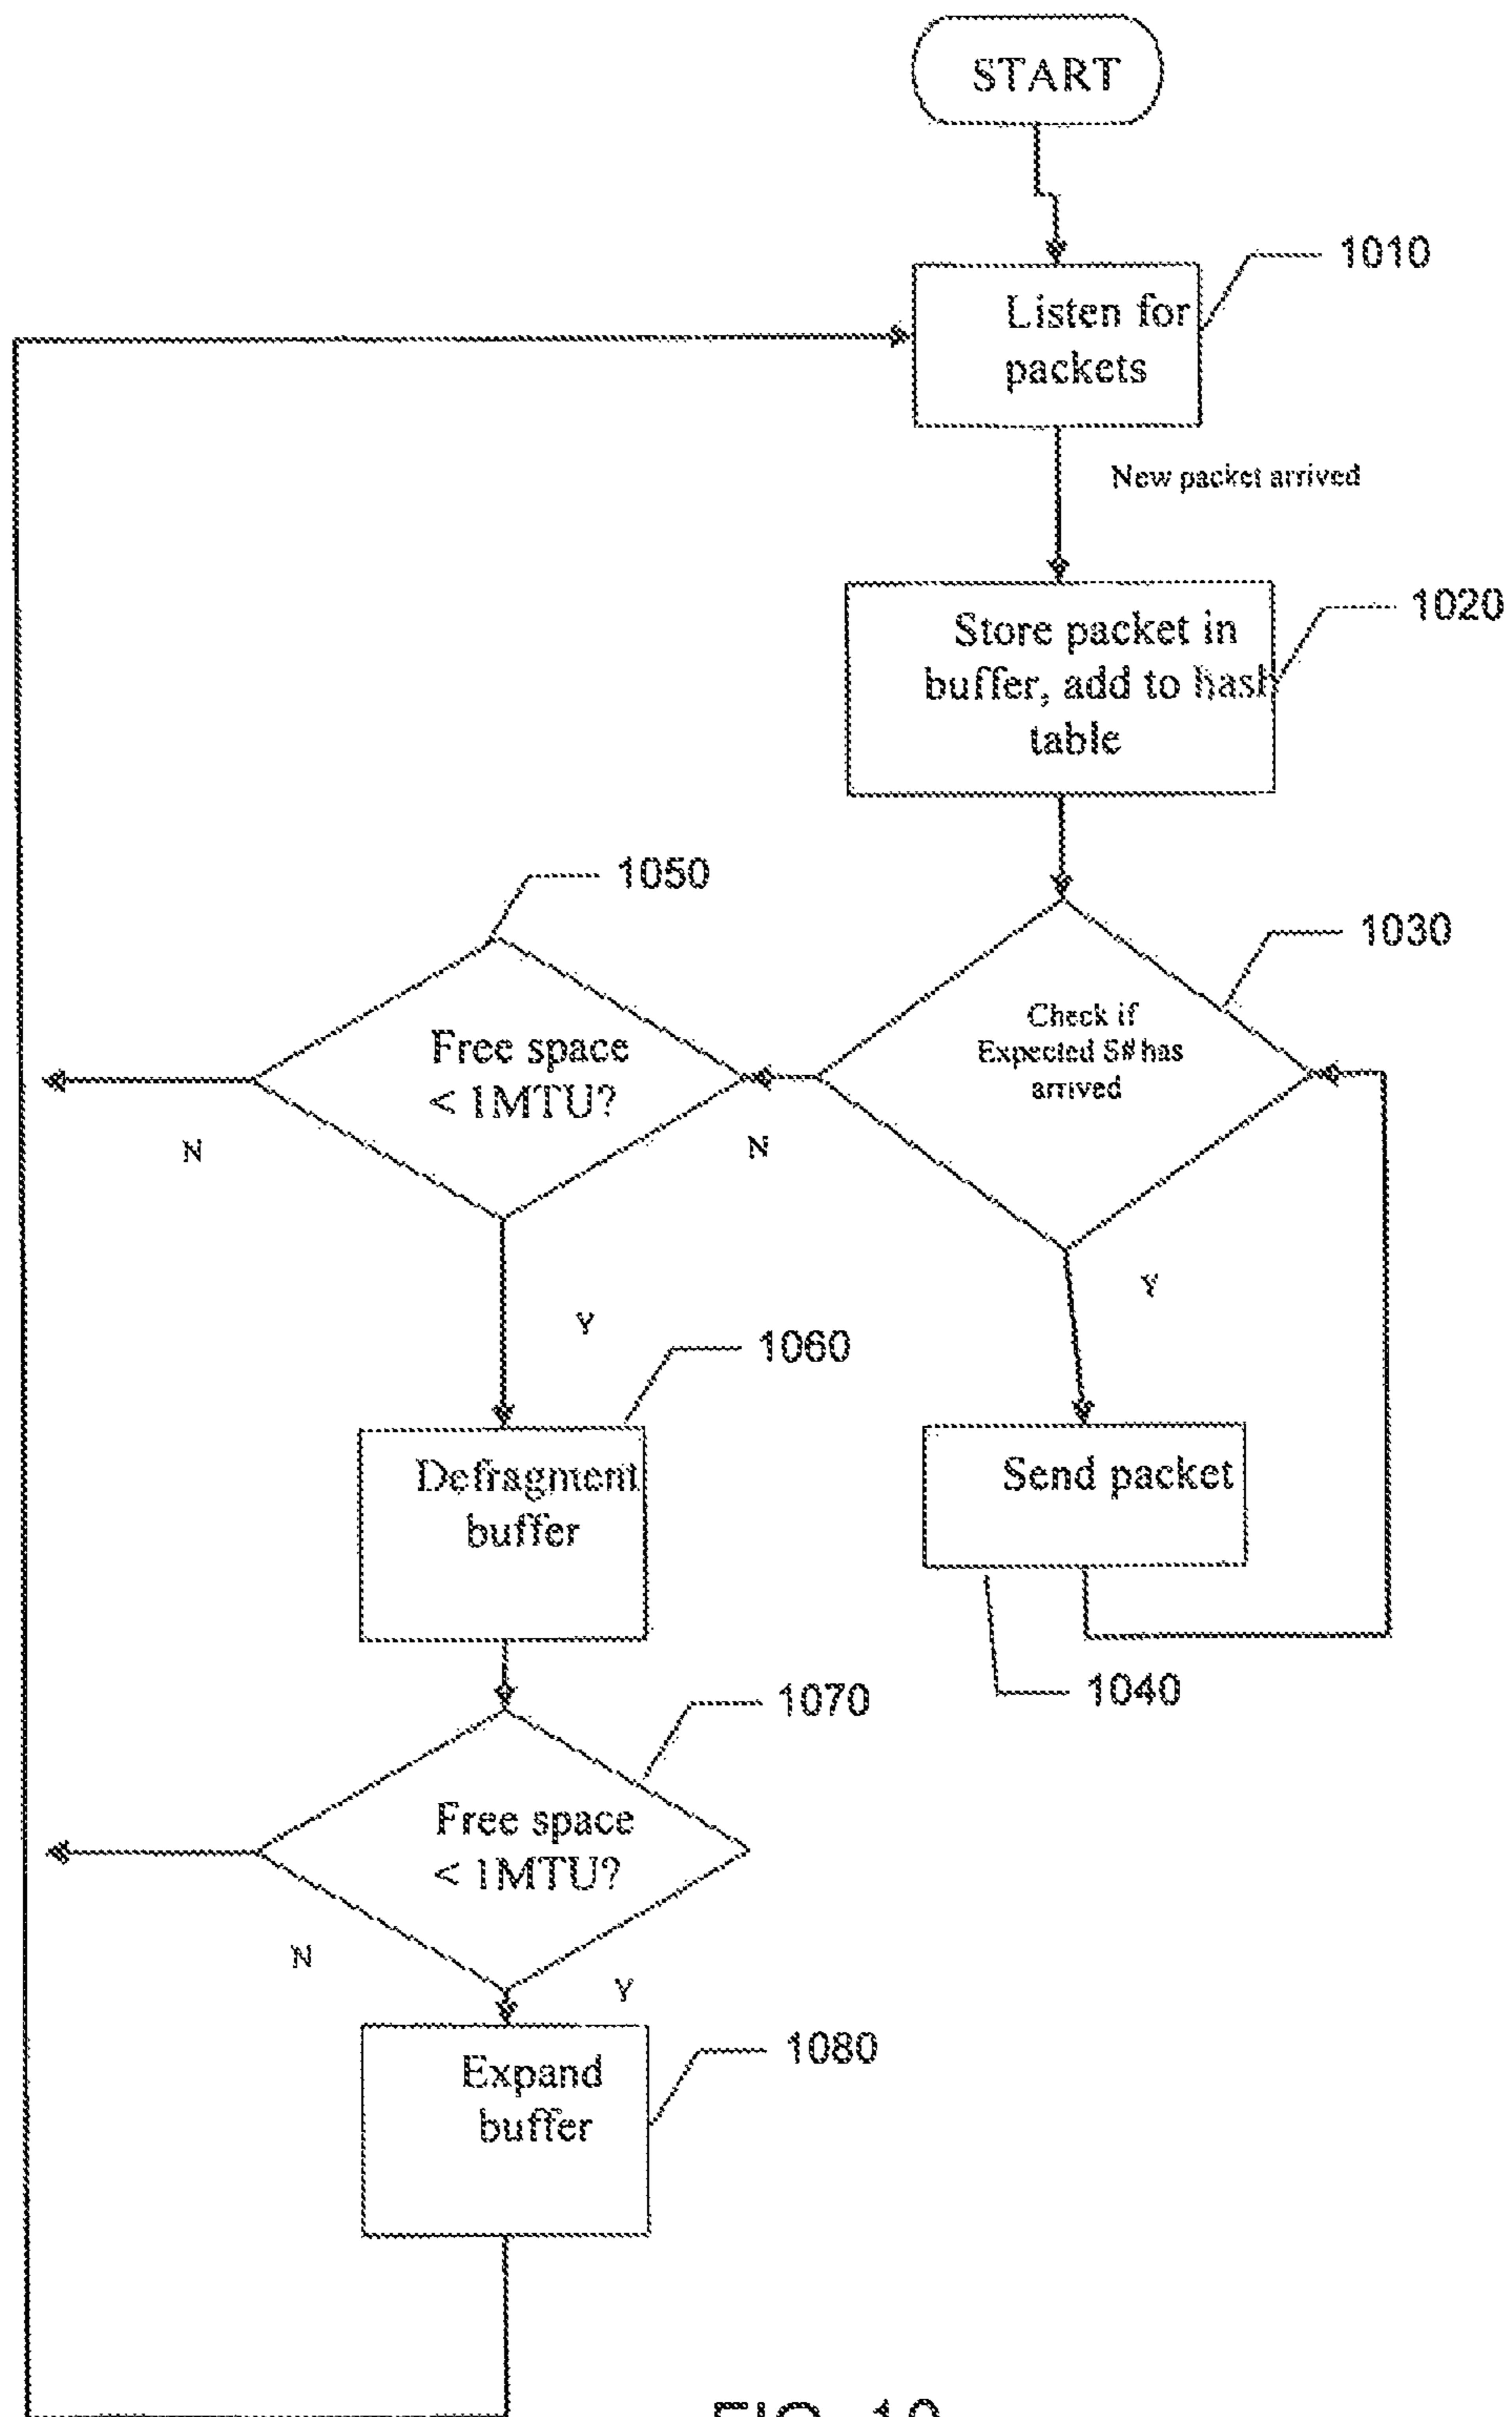 START
1010
Listen for
packets
New packet arrived
1020
Store packet in
buffer, add to hash
table
1050
1030
Free space
< 1MTU?
Check if
Expected S# has
arrived
N
N
Y
Y
1060
Defragment
buffer
Send packet
1040
1070
Free space
< 1MTU?
N
Y
1080
Expand
buffer
FIG. 10